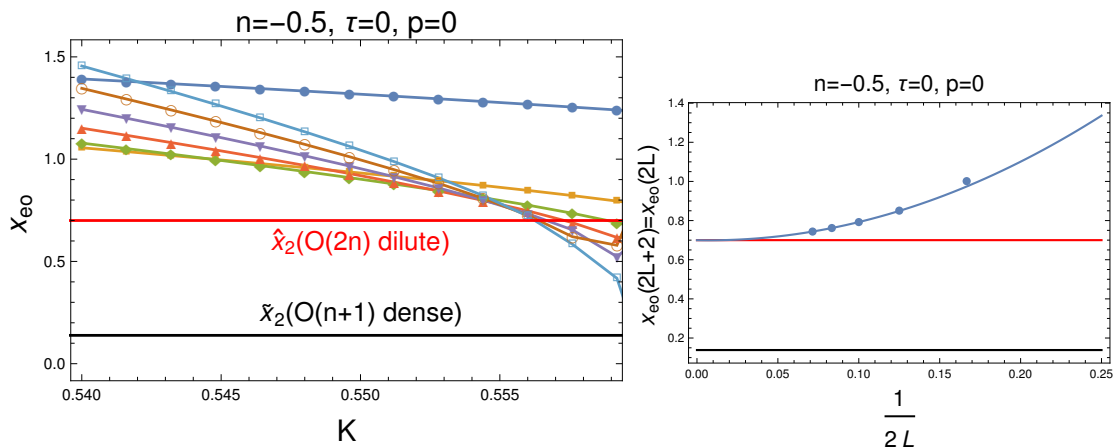 n=−0.5, τ=0, p=0
1.5
1.0
0.5
0.0
x_eo
x̂₂(O(2n) dilute)
x̃₂(O(n+1) dense)
0.540 0.545 0.550 0.555
K
n=−0.5, τ=0, p=0
1.4
1.2
1.0
0.8
0.6
0.4
0.2
x_eo(2L+2)=x_eo(2L)
0.00 0.05 0.10 0.15 0.20 0.25
1
2 L